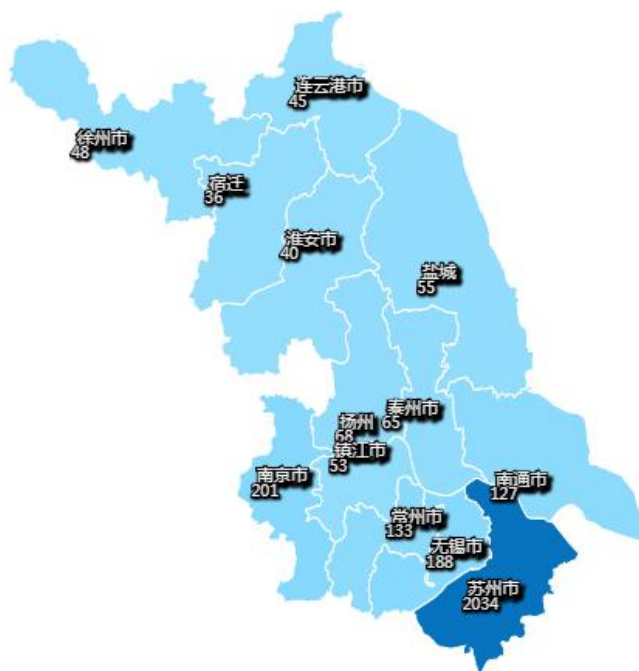 连云港市
45
徐州市
48
宿迁
36
淮安市
40
盐城
55
泰州市
65
扬州
68
镇江市
53
南京市
201
南通市
127
常州市
133
无锡市
188
苏州市
2034